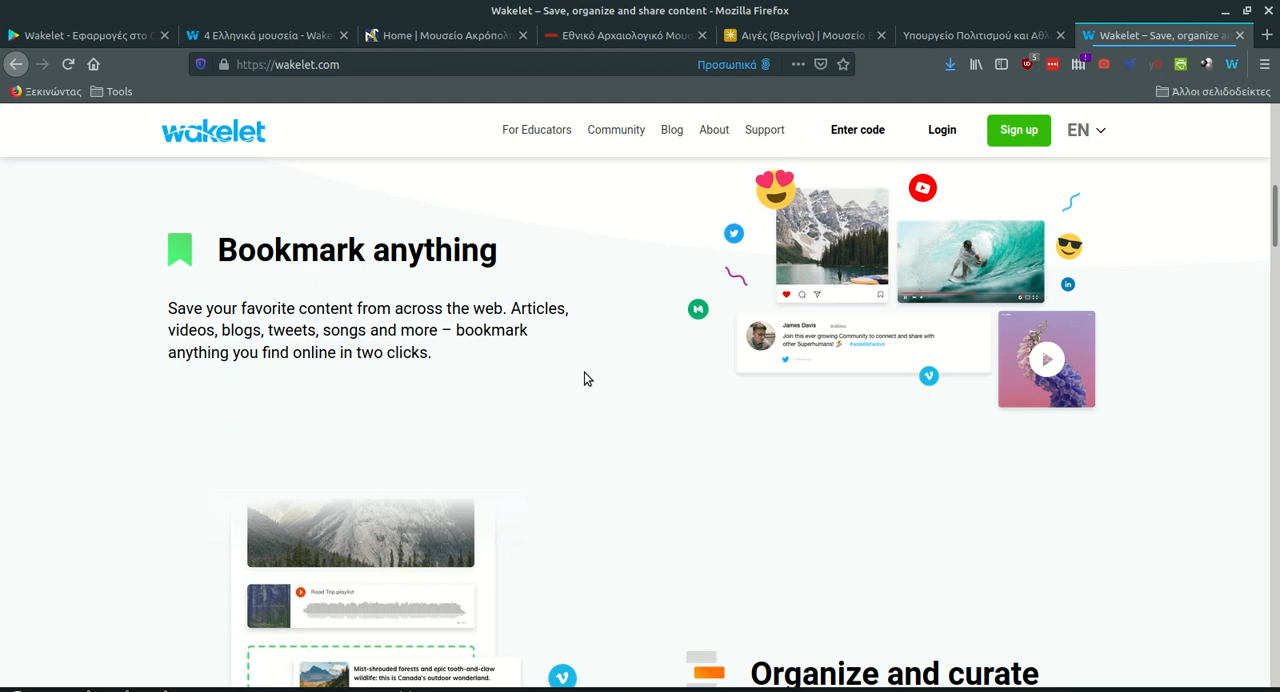 Wakelet – Save, organize and share content - Mozilla Firefox
Wakelet - Εφαρμογές στο
4 Ελληνικά μουσεία - Wake
Home | Μουσείο Ακρόπολ
Εθνικό Αρχαιολογικό Μου
Αιγές (Βεργίνα) | Μουσείο
Υπουργείο Πολιτισμού και Αθλ
Wakelet – Save, organize a
https://wakelet.com
Προσωπικά
Ξεκινώντας
Tools
Άλλοι σελιδοδείκτες
wakelet
For Educators
Community
Blog
About
Support
Enter code
Login
Sign up
EN
Bookmark anything
Save your favorite content from across the web. Articles,
videos, blogs, tweets, songs and more – bookmark
anything you find online in two clicks.
James Davis
Join this ever growing Community to connect and share with
other Superhumans! #wakeletwave
Road Trip playlist
Mist-shrouded forests and epic tooth-and-claw
wildlife: this is Canada's outdoor wonderland.
Organize and curate